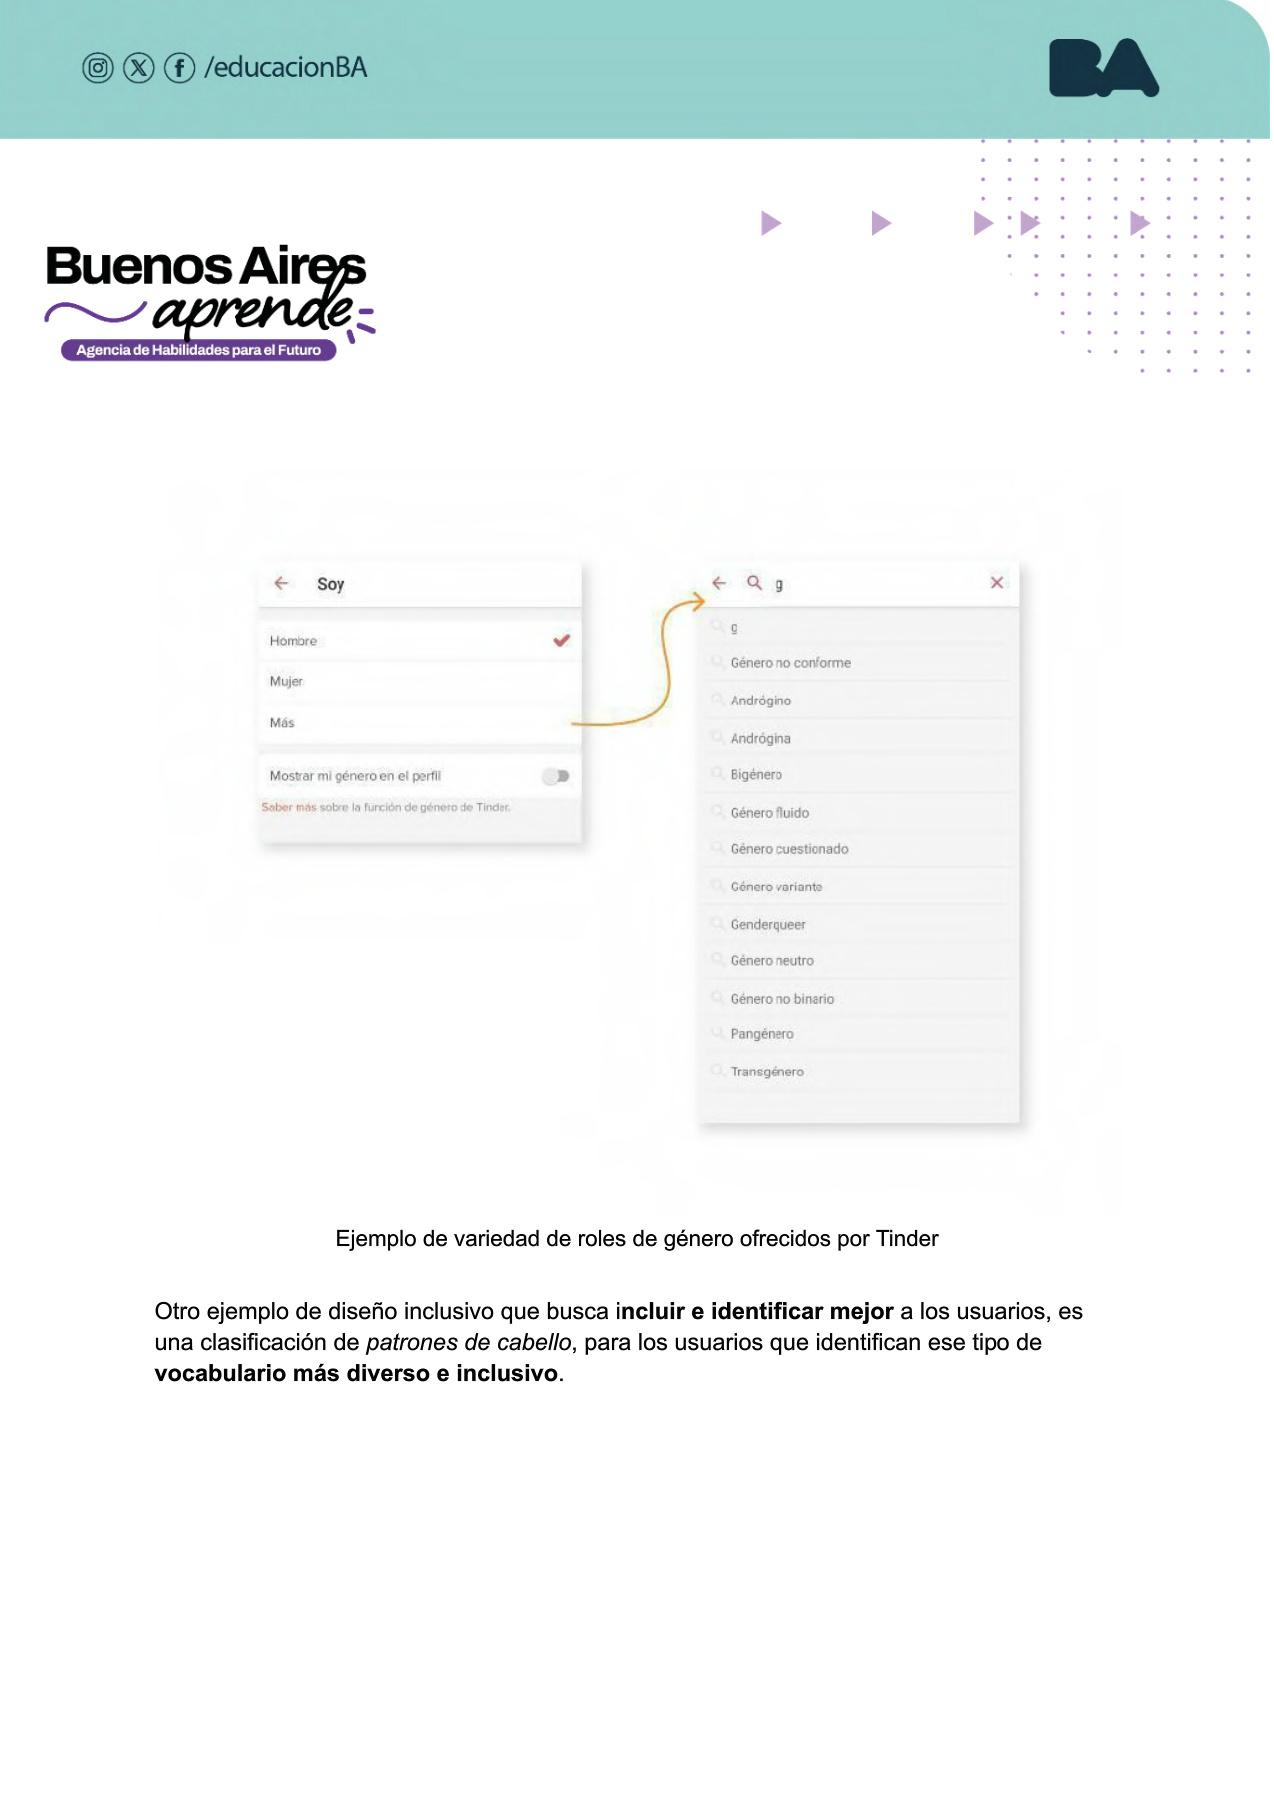 /educacionBA
BA
Buenos Aires
aprende
Agencia de Habilidades para el Futuro
Soy
Hombre
Mujer
Más
Mostrar mi género en el perfil
Saber más sobre la función de género de Tinder.
g
g
Género no conforme
Andrógino
Andrógina
Bigénero
Género fluido
Género cuestionado
Género variante
Genderqueer
Género neutro
Género no binario
Pangénero
Transgénero
Ejemplo de variedad de roles de género ofrecidos por Tinder
Otro ejemplo de diseño inclusivo que busca incluir e identificar mejor a los usuarios, es
una clasificación de patrones de cabello, para los usuarios que identifican ese tipo de
vocabulario más diverso e inclusivo.